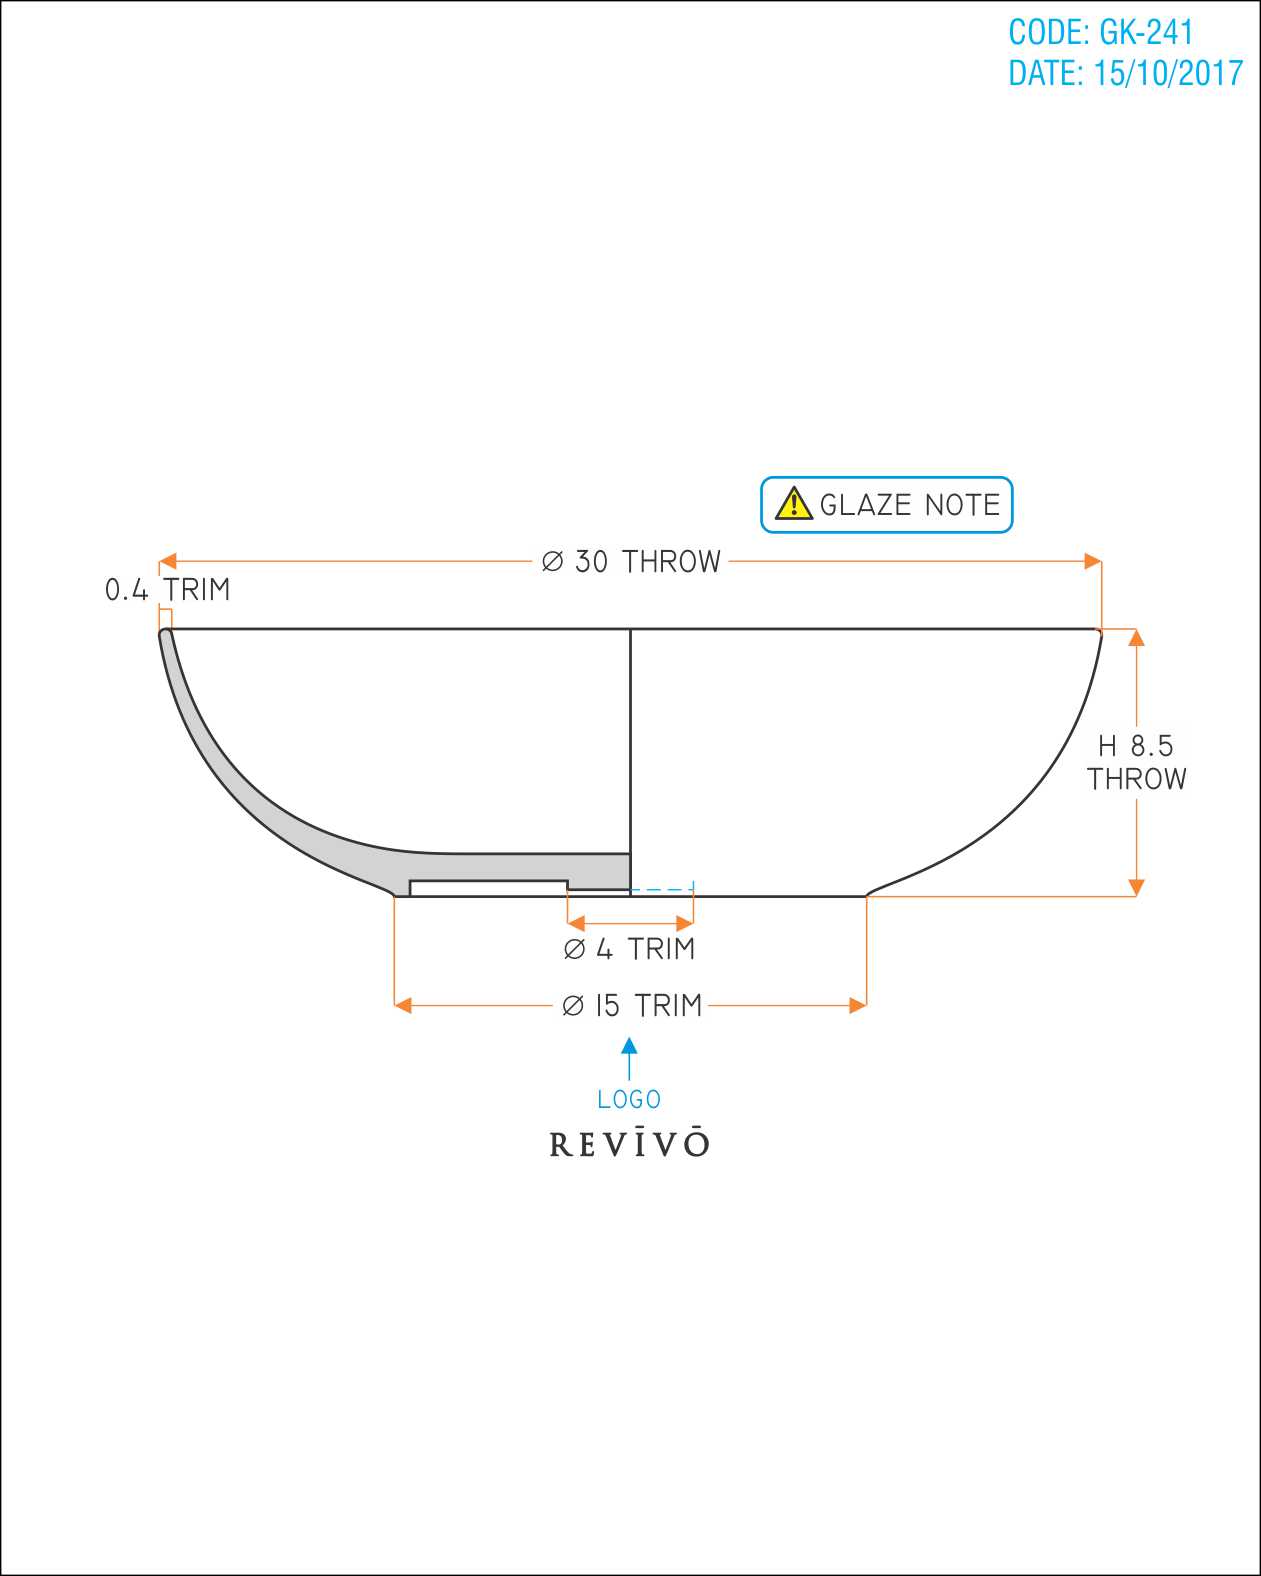 CODE: GK-241
DATE: 15/10/2017
GLAZE NOTE
Ø 30 THROW
0.4 TRIM
H 8.5
THROW
Ø 4 TRIM
Ø 15 TRIM
LOGO
REVĪVŌ